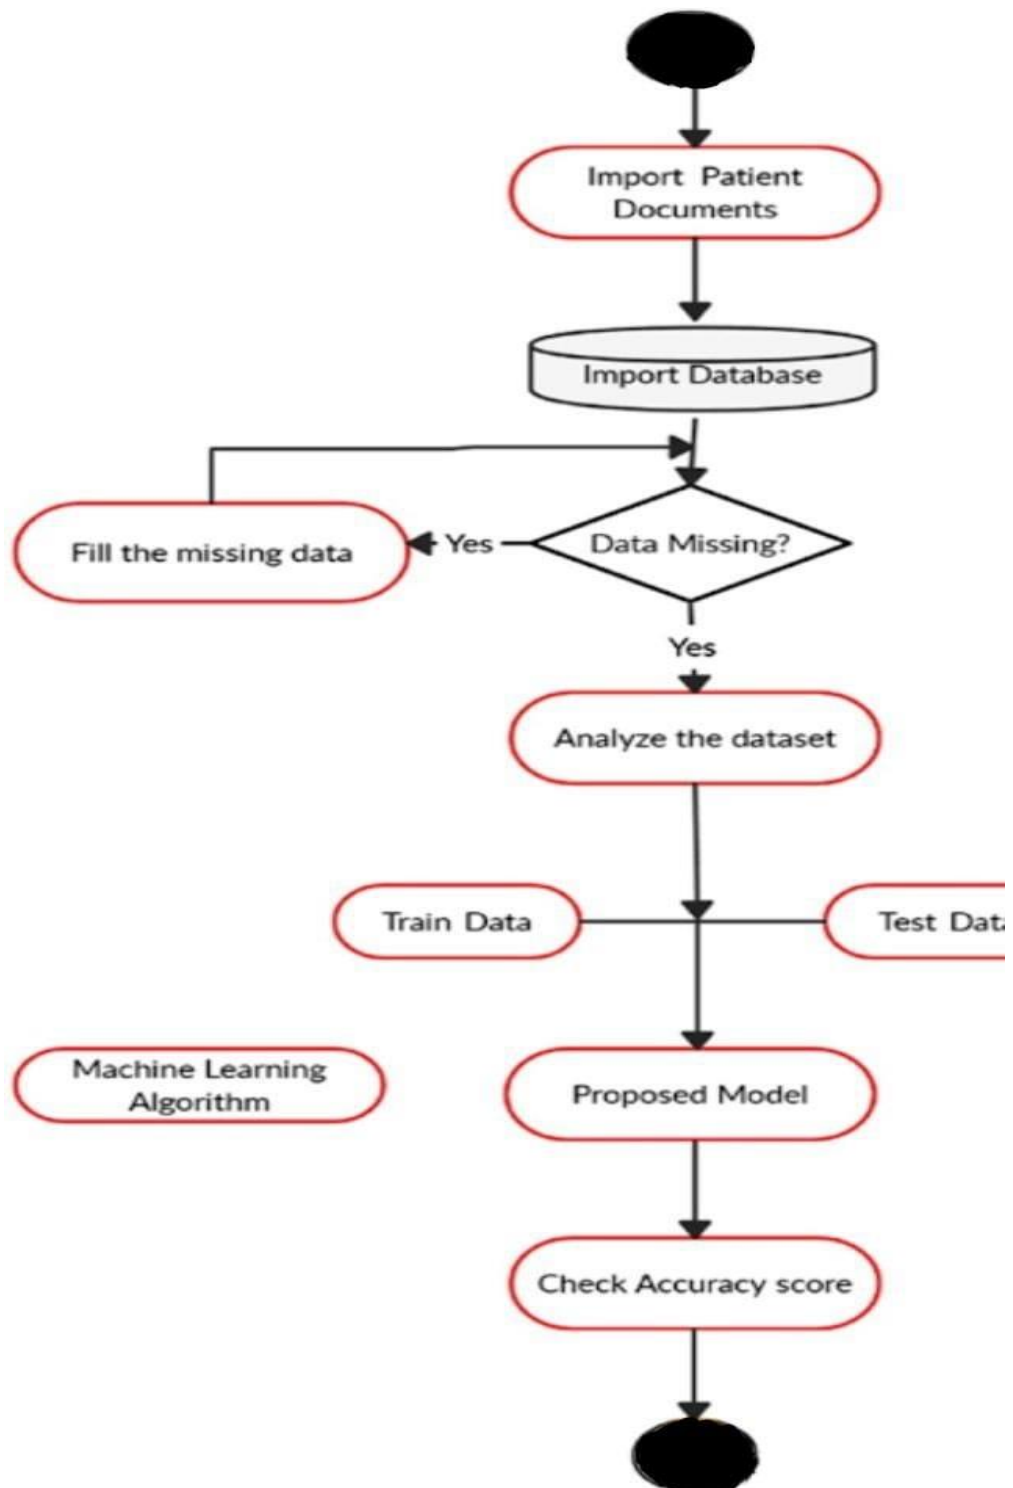 Import Patient
Documents
Import Database
Fill the missing data
Yes
Data Missing?
Yes
Analyze the dataset
Train Data
Test Dat
Machine Learning
Algorithm
Proposed Model
Check Accuracy score